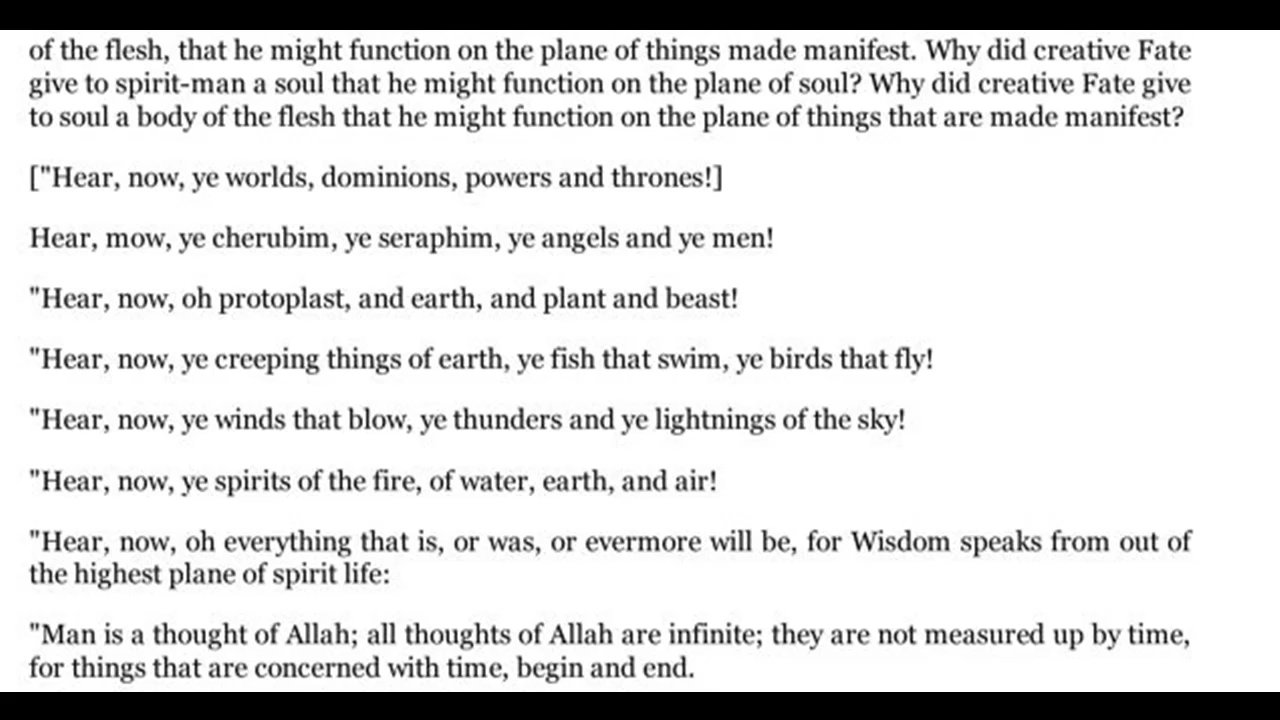 of the flesh, that he might function on the plane of things made manifest. Why did creative Fate
give to spirit-man a soul that he might function on the plane of soul? Why did creative Fate give
to soul a body of the flesh that he might function on the plane of things that are made manifest?
["Hear, now, ye worlds, dominions, powers and thrones!]
Hear, mow, ye cherubim, ye seraphim, ye angels and ye men!
"Hear, now, oh protoplast, and earth, and plant and beast!
"Hear, now, ye creeping things of earth, ye fish that swim, ye birds that fly!
"Hear, now, ye winds that blow, ye thunders and ye lightnings of the sky!
"Hear, now, ye spirits of the fire, of water, earth, and air!
"Hear, now, oh everything that is, or was, or evermore will be, for Wisdom speaks from out of
the highest plane of spirit life:
"Man is a thought of Allah; all thoughts of Allah are infinite; they are not measured up by time,
for things that are concerned with time, begin and end.